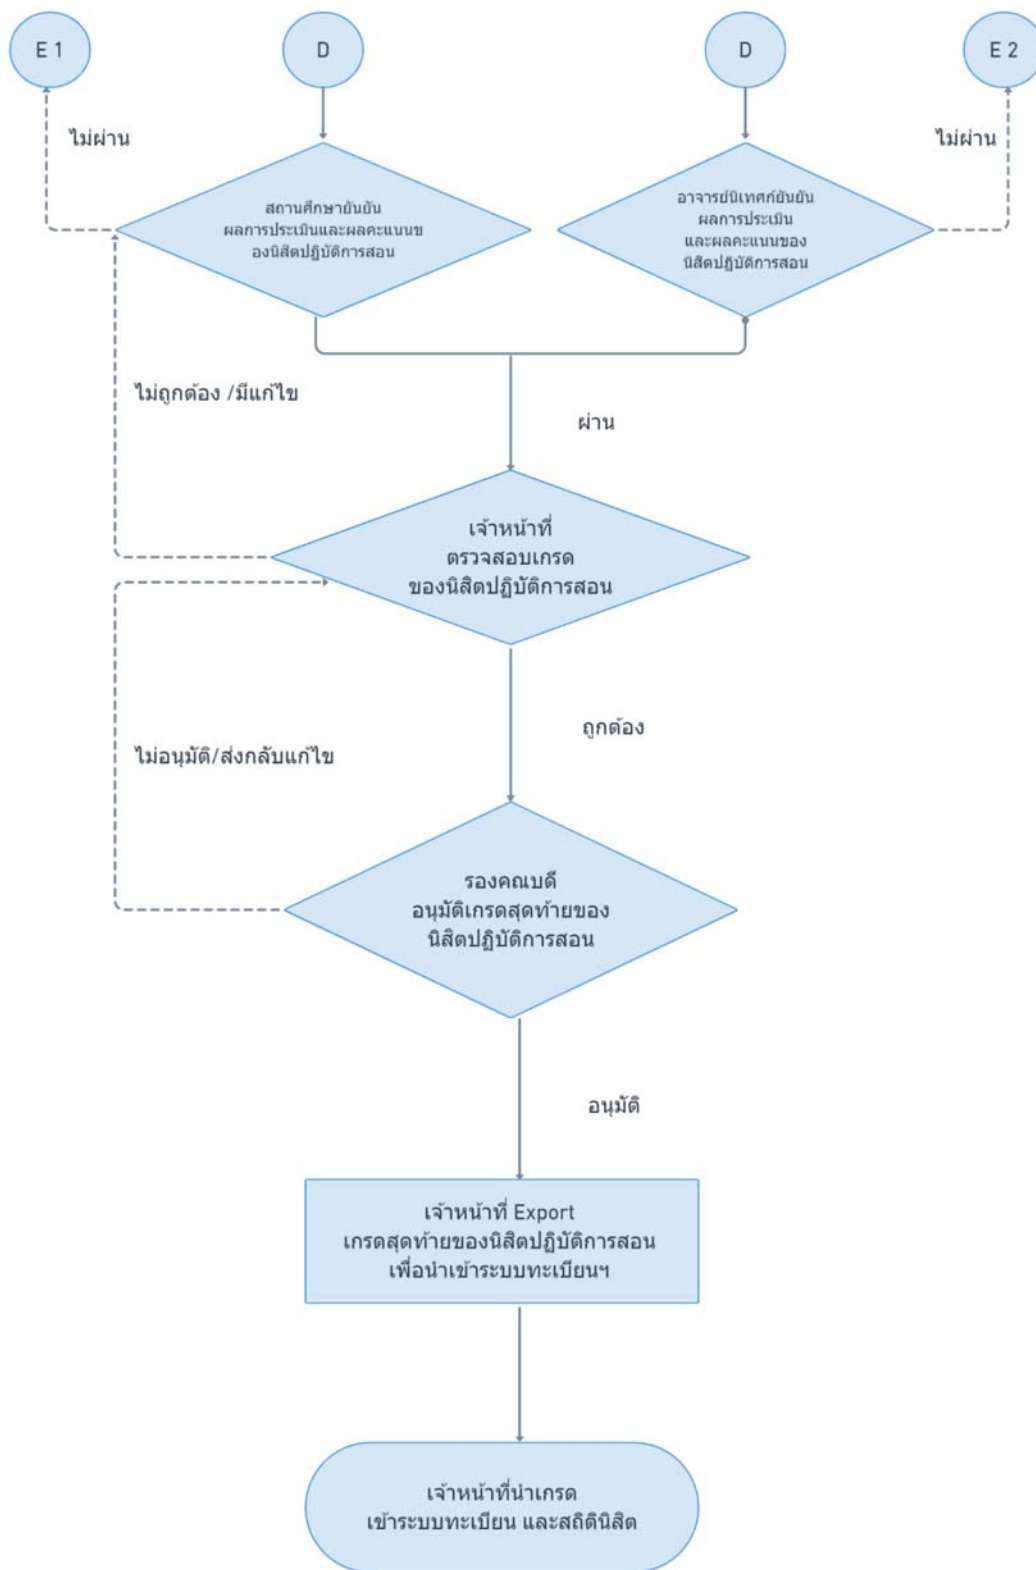 E 1
D
D
E 2
ไม่ผ่าน
ไม่ผ่าน
สถานศึกษายันยัน
ผลการประเมินและผลคะแนนข
องนิสิตปฏิบัติการสอน
อาจารย์นิเทศก์ยันยัน
ผลการประเมิน
และผลคะแนนของ
นิสิตปฏิบัติการสอน
ไม่ถูกต้อง /มีแก้ไข
ผ่าน
เจ้าหน้าที่
ตรวจสอบเกรด
ของนิสิตปฏิบัติการสอน
ถูกต้อง
ไม่อนุมัติ/ส่งกลับแก้ไข
รองคณบดี
อนุมัติเกรดสุดท้ายของ
นิสิตปฏิบัติการสอน
อนุมัติ
เจ้าหน้าที่ Export
เกรดสุดท้ายของนิสิตปฏิบัติการสอน
เพื่อนำเข้าระบบทะเบียนฯ
เจ้าหน้าที่นำเกรด
เข้าระบบทะเบียน และสถิตินิสิต